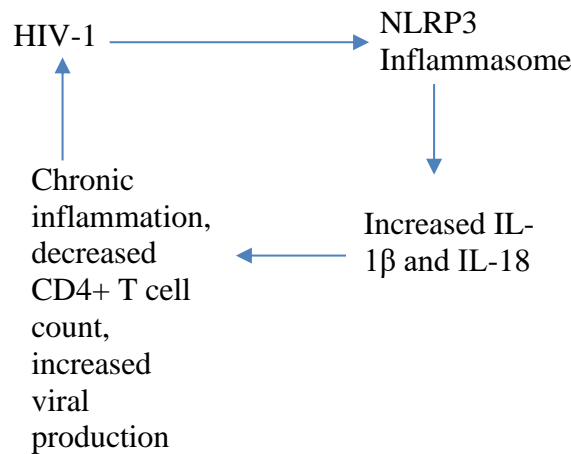 HIV-1
NLRP3
Inflammasome
Chronic
inflammation,
decreased
CD4+ T cell
count,
increased
viral
production
Increased IL-
1β and IL-18